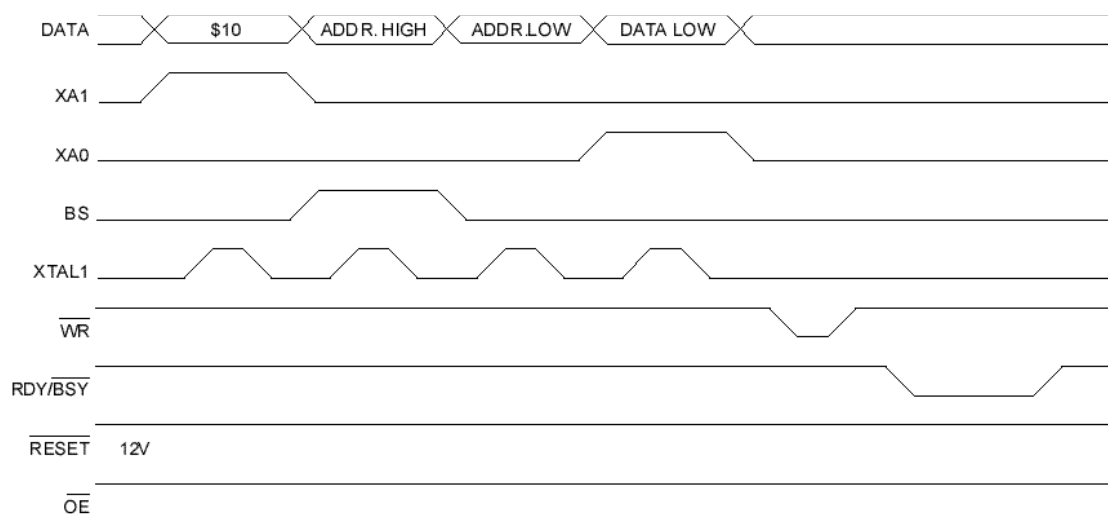 DATA $10 ADDR. HIGH ADDR.LOW DATA LOW
XA1
XA0
BS
XTAL1
WR
RDY/BSY
RESET 12V
OE